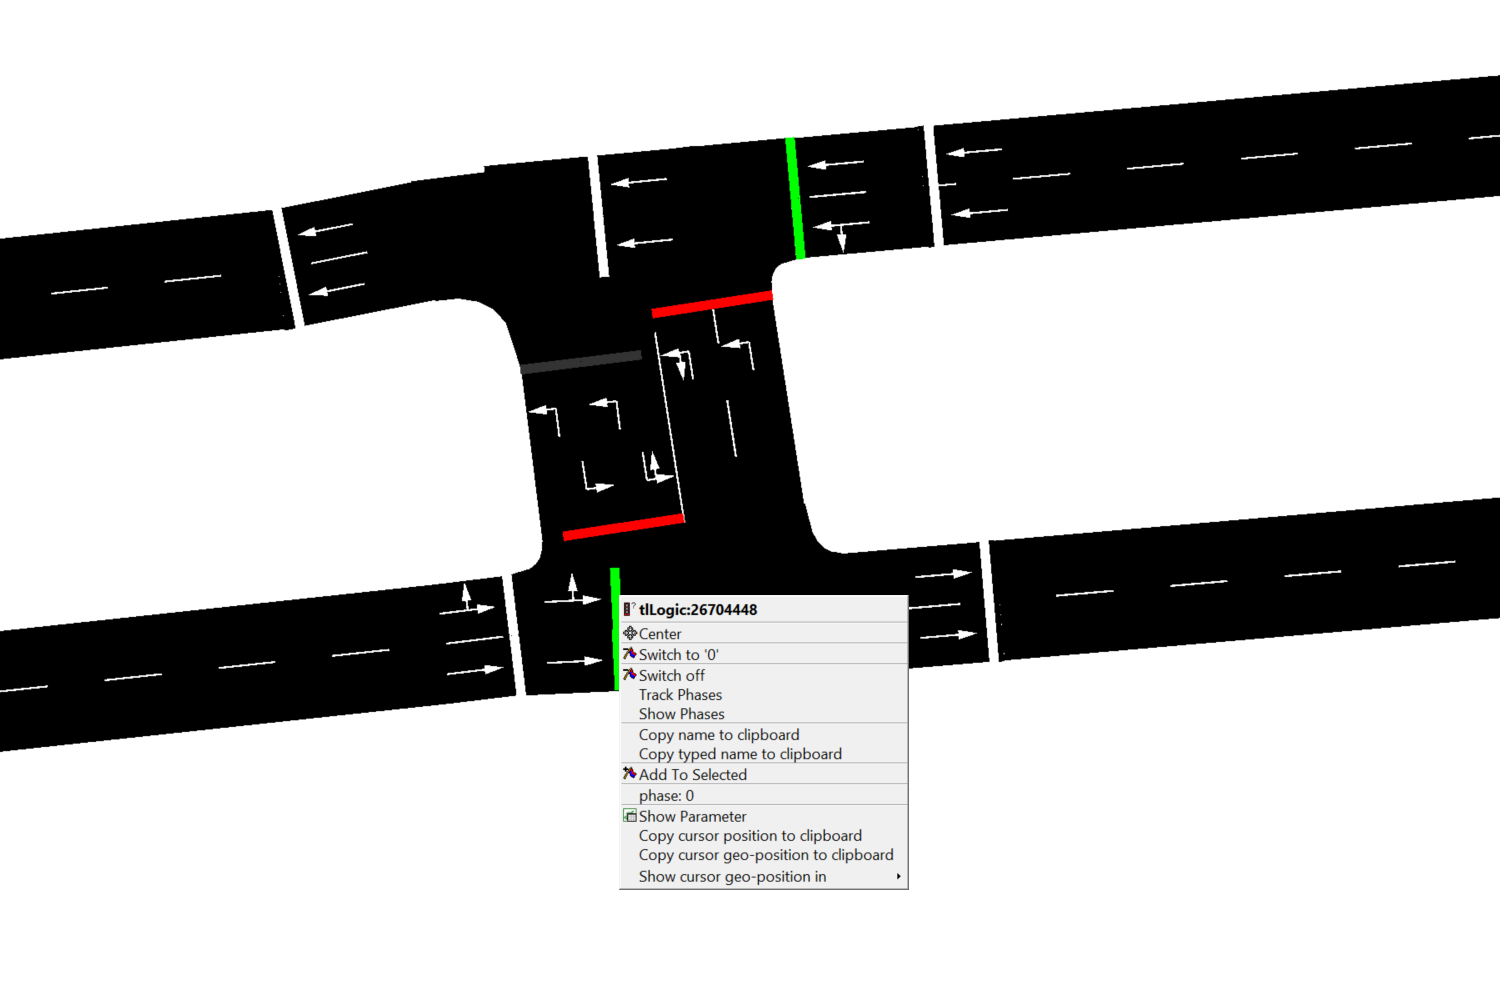 tlLogic:26704448
Center
Switch to '0'
Switch off
Track Phases
Show Phases
Copy name to clipboard
Copy typed name to clipboard
Add To Selected
phase: 0
Show Parameter
Copy cursor position to clipboard
Copy cursor geo-position to clipboard
Show cursor geo-position in